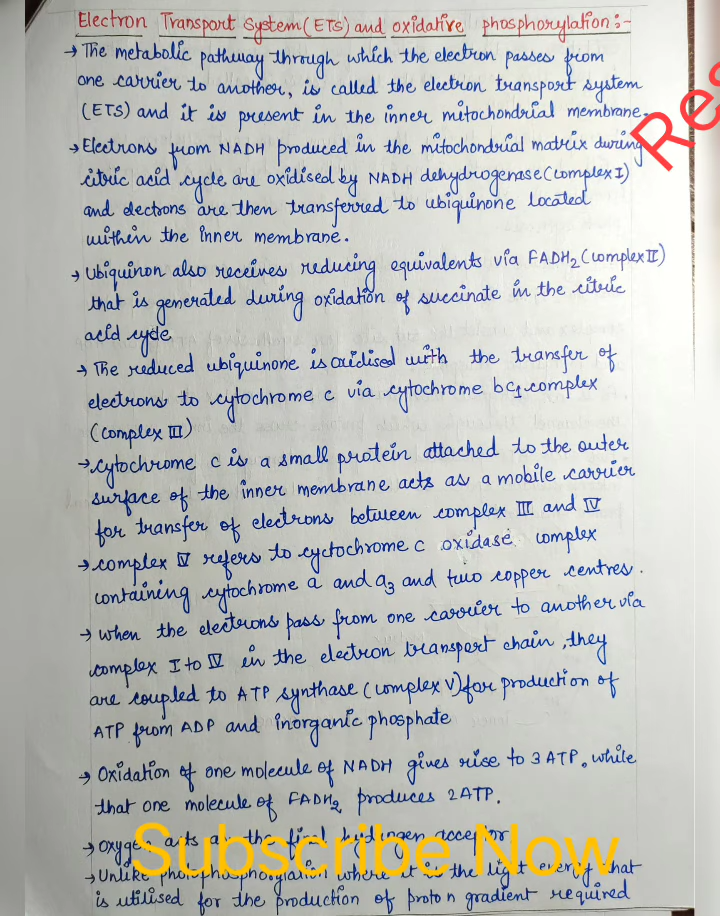 Electron Transport System (ETS) and oxidative phosphorylation:-
→ The metabolic pathway through which the electron passes from
one carrier to another, is called the electron transport system
(ETS) and it is present in the inner mitochondrial membrane.
→ Electrons from NADH produced in the mitochondrial matrix during
citric acid cycle are oxidised by NADH dehydrogenase (complex I)
and electrons are then transferred to ubiquinone located
within the inner membrane.
→ Ubiquinon also receives reducing equivalents via FADH₂ (complex II)
that is generated during oxidation of succinate in the citric
acid cycle
→ The reduced ubiquinone is oxidised with the transfer of
electrons to cytochrome c via cytochrome bc₁ complex
(complex III)
→ cytochrome c is a small protein attached to the outer
surface of the inner membrane acts as a mobile carrier
for transfer of electrons between complex III and IV
→ complex IV refers to cyctochrome c oxidase complex
containing cytochrome a and a₃ and two copper centres.
→ when the electrons pass from one carrier to another via
complex I to IV in the electron transport chain, they
are coupled to ATP synthase (complex V) for production of
ATP from ADP and inorganic phosphate
→ Oxidation of one molecule of NADH gives rise to 3 ATP. while
that one molecule of FADH₂ produces 2ATP.
→ oxygen acts as the final hydrogen acceptor
→ Unlike photophosphorylation where it is the light energy that
is utilised for the production of proton gradient required
Res
Subscribe Now